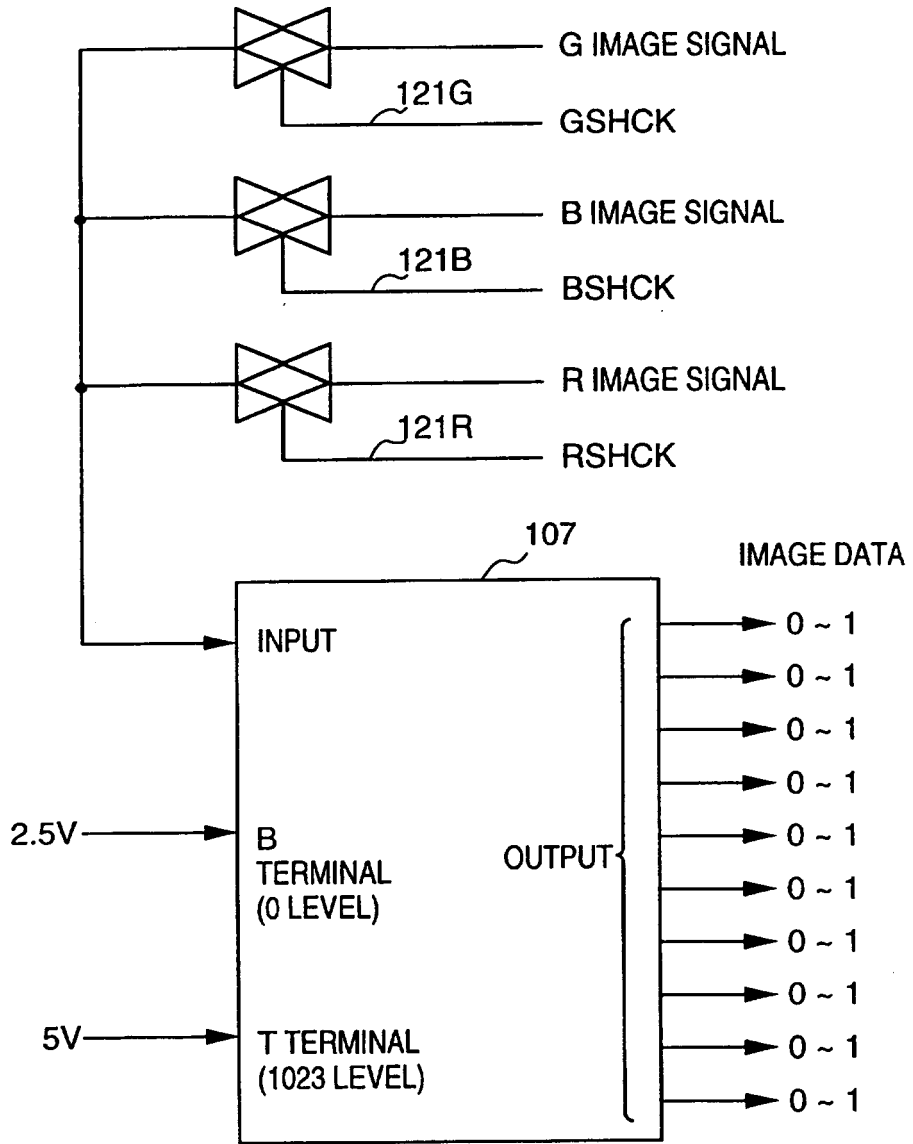 G IMAGE SIGNAL
121G
GSHCK
B IMAGE SIGNAL
121B
BSHCK
R IMAGE SIGNAL
121R
RSHCK
107
IMAGE DATA
INPUT
0 ~ 1
0 ~ 1
0 ~ 1
0 ~ 1
2.5V
B
TERMINAL
(0 LEVEL)
OUTPUT
0 ~ 1
0 ~ 1
0 ~ 1
0 ~ 1
5V
T TERMINAL
(1023 LEVEL)
0 ~ 1
0 ~ 1